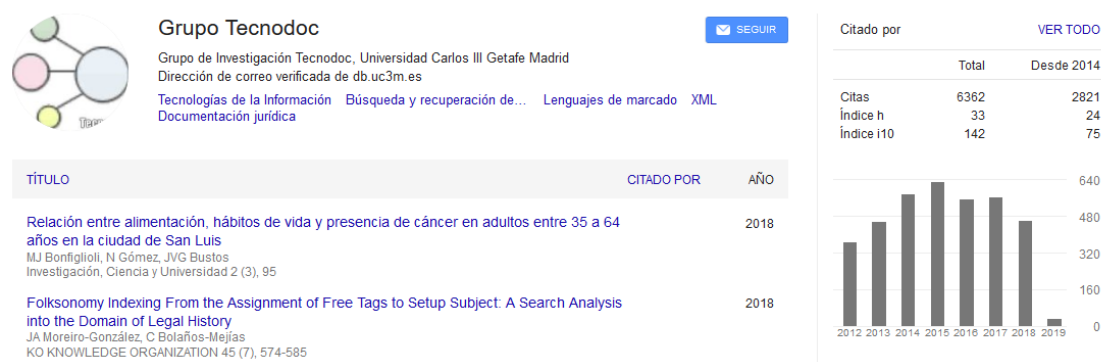 Grupo Tecnodoc
SEGUIR
Grupo de Investigación Tecnodoc, Universidad Carlos III Getafe Madrid
Dirección de correo verificada de db.uc3m.es
Tecnologías de la Información Búsqueda y recuperación de... Lenguajes de marcado XML
Documentación jurídica
TÍTULO CITADO POR AÑO
Relación entre alimentación, hábitos de vida y presencia de cáncer en adultos entre 35 a 64 2018
años en la ciudad de San Luis
MJ Bonfiglioli, N Gómez, JVG Bustos
Investigación, Ciencia y Universidad 2 (3), 95
Folksonomy Indexing From the Assignment of Free Tags to Setup Subject: A Search Analysis 2018
into the Domain of Legal History
JA Moreiro-González, C Bolaños-Mejías
KO KNOWLEDGE ORGANIZATION 45 (7), 574-585
Citado por VER TODO
Total Desde 2014
Citas 6362 2821
Índice h 33 24
Índice i10 142 75
640
480
320
160
0
2012 2013 2014 2015 2016 2017 2018 2019